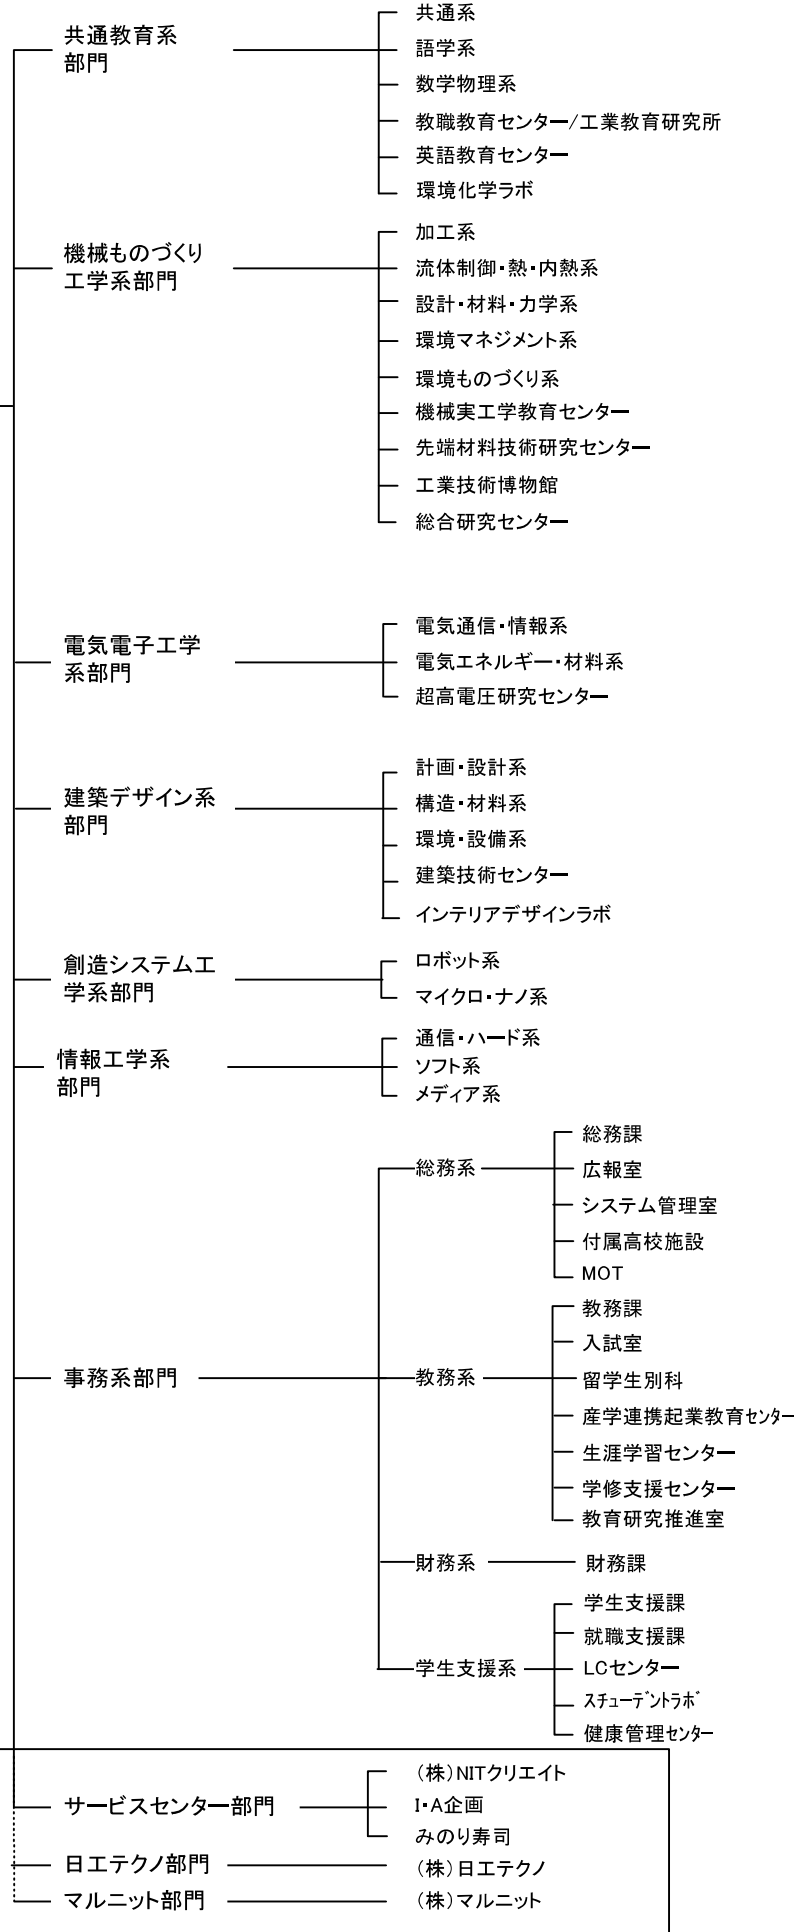 共通教育系
部門
共通系
語学系
数学物理系
教職教育センター/工業教育研究所
英語教育センター
環境化学ラボ
機械ものづくり
工学系部門
加工系
流体制御・熱・内熱系
設計・材料・力学系
環境マネジメント系
環境ものづくり系
機械実工学教育センター
先端材料技術研究センター
工業技術博物館
総合研究センター
電気電子工学
系部門
電気通信・情報系
電気エネルギー・材料系
超高電圧研究センター
建築デザイン系
部門
計画・設計系
構造・材料系
環境・設備系
建築技術センター
インテリアデザインラボ
創造システム工
学系部門
ロボット系
マイクロ・ナノ系
情報工学系
部門
通信・ハード系
ソフト系
メディア系
事務系部門
総務系
総務課
広報室
システム管理室
付属高校施設
MOT
教務系
教務課
入試室
留学生別科
産学連携起業教育センター
生涯学習センター
学修支援センター
教育研究推進室
財務系
財務課
学生支援系
学生支援課
就職支援課
LCセンター
スチューデントラボ
健康管理センター
サービスセンター部門
（株）NITクリエイト
I・A企画
みのり寿司
日工テクノ部門
（株）日工テクノ
マルニット部門
（株）マルニット